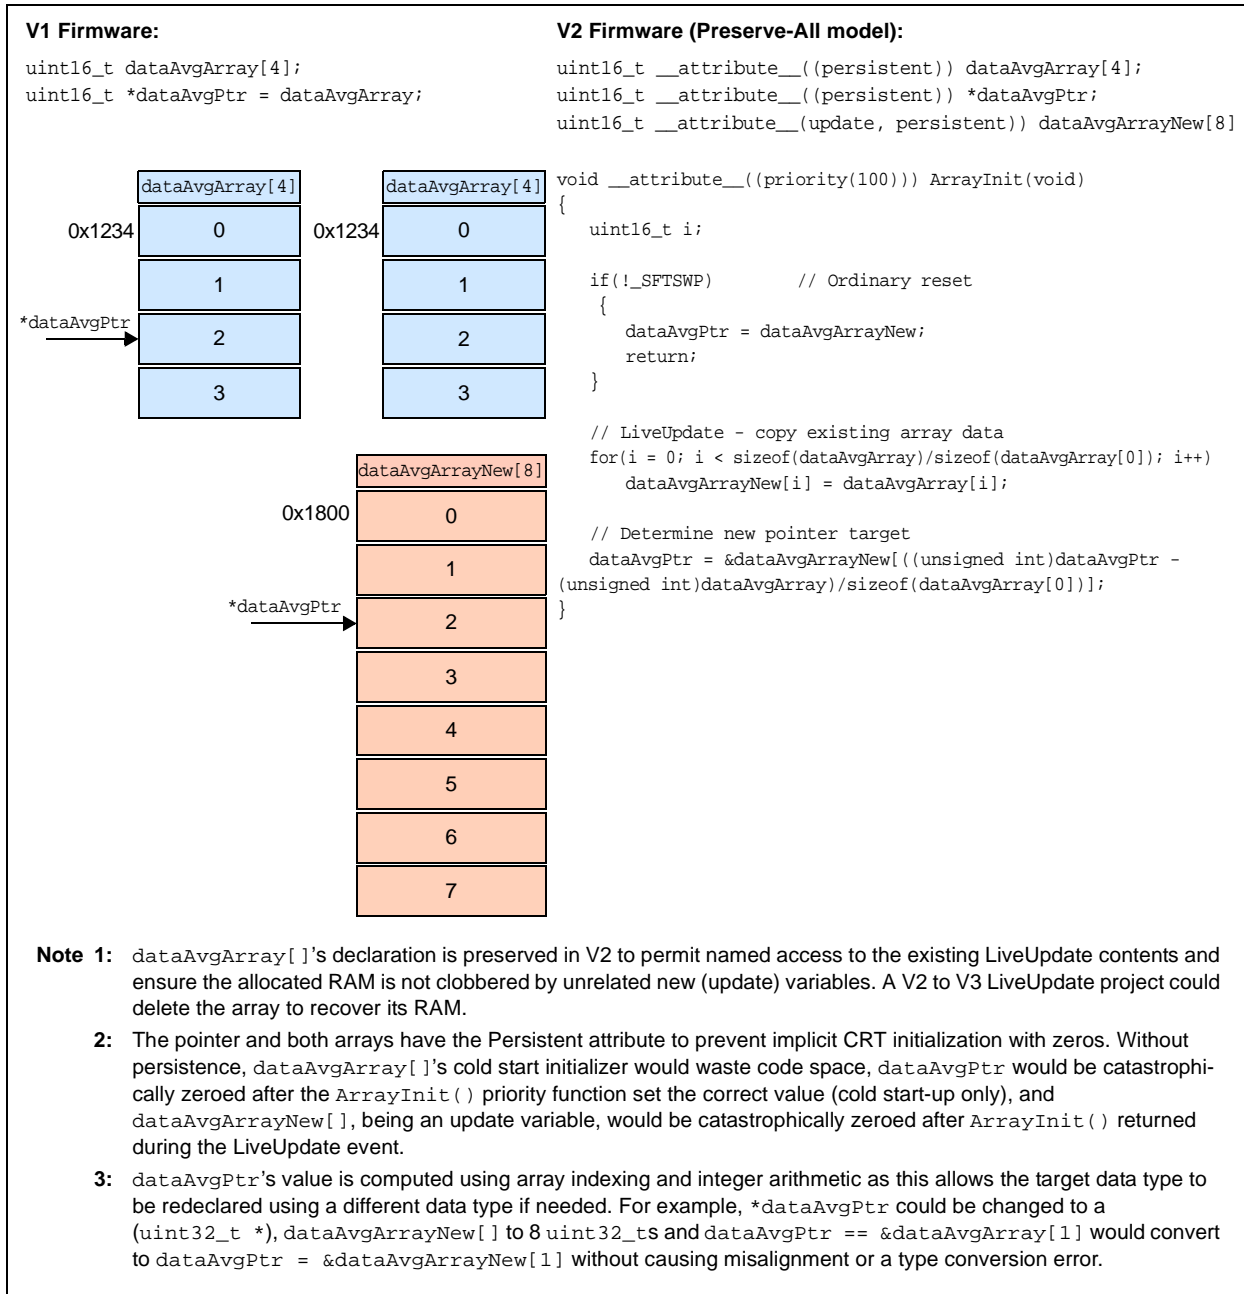 V1 Firmware:
uint16_t dataAvgArray[4];
uint16_t *dataAvgPtr = dataAvgArray;
dataAvgArray[4]
0x1234
0
1
*dataAvgPtr
2
3
dataAvgArray[4]
0x1234
0
1
2
3
dataAvgArrayNew[8]
0x1800
0
1
*dataAvgPtr
2
3
4
5
6
7
V2 Firmware (Preserve-All model):
uint16_t __attribute__((persistent)) dataAvgArray[4];
uint16_t __attribute__((persistent)) *dataAvgPtr;
uint16_t __attribute__(update, persistent)) dataAvgArrayNew[8]
void __attribute__((priority(100))) ArrayInit(void)
{
uint16_t i;
if(!_SFTSWP) // Ordinary reset
{
dataAvgPtr = dataAvgArrayNew;
return;
}
// LiveUpdate - copy existing array data
for(i = 0; i < sizeof(dataAvgArray)/sizeof(dataAvgArray[0]); i++)
dataAvgArrayNew[i] = dataAvgArray[i];
// Determine new pointer target
dataAvgPtr = &dataAvgArrayNew[((unsigned int)dataAvgPtr -
(unsigned int)dataAvgArray)/sizeof(dataAvgArray[0])];
}
Note 1: dataAvgArray[]'s declaration is preserved in V2 to permit named access to the existing LiveUpdate contents and
ensure the allocated RAM is not clobbered by unrelated new (update) variables. A V2 to V3 LiveUpdate project could
delete the array to recover its RAM.
2: The pointer and both arrays have the Persistent attribute to prevent implicit CRT initialization with zeros. Without
persistence, dataAvgArray[]'s cold start initializer would waste code space, dataAvgPtr would be catastrophi-
cally zeroed after the ArrayInit() priority function set the correct value (cold start-up only), and
dataAvgArrayNew[], being an update variable, would be catastrophically zeroed after ArrayInit() returned
during the LiveUpdate event.
3: dataAvgPtr's value is computed using array indexing and integer arithmetic as this allows the target data type to
be redeclared using a different data type if needed. For example, *dataAvgPtr could be changed to a
(uint32_t *), dataAvgArrayNew[] to 8 uint32_ts and dataAvgPtr == &dataAvgArray[1] would convert
to dataAvgPtr = &dataAvgArrayNew[1] without causing misalignment or a type conversion error.